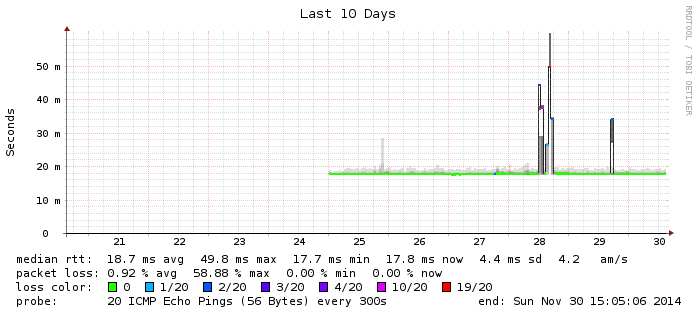 Last 10 Days
RRDTOOL / TOBI OETIKER
Seconds
50 m
40 m
30 m
20 m
10 m
0
21 22 23 24 25 26 27 28 29 30
median rtt: 18.7 ms avg 49.8 ms max 17.7 ms min 17.8 ms now 4.4 ms sd 4.2 am/s
packet loss: 0.92 % avg 58.88 % max 0.00 % min 0.00 % now
loss color: 0 1/20 2/20 3/20 4/20 10/20 19/20
probe: 20 ICMP Echo Pings (56 Bytes) every 300s end: Sun Nov 30 15:05:06 2014